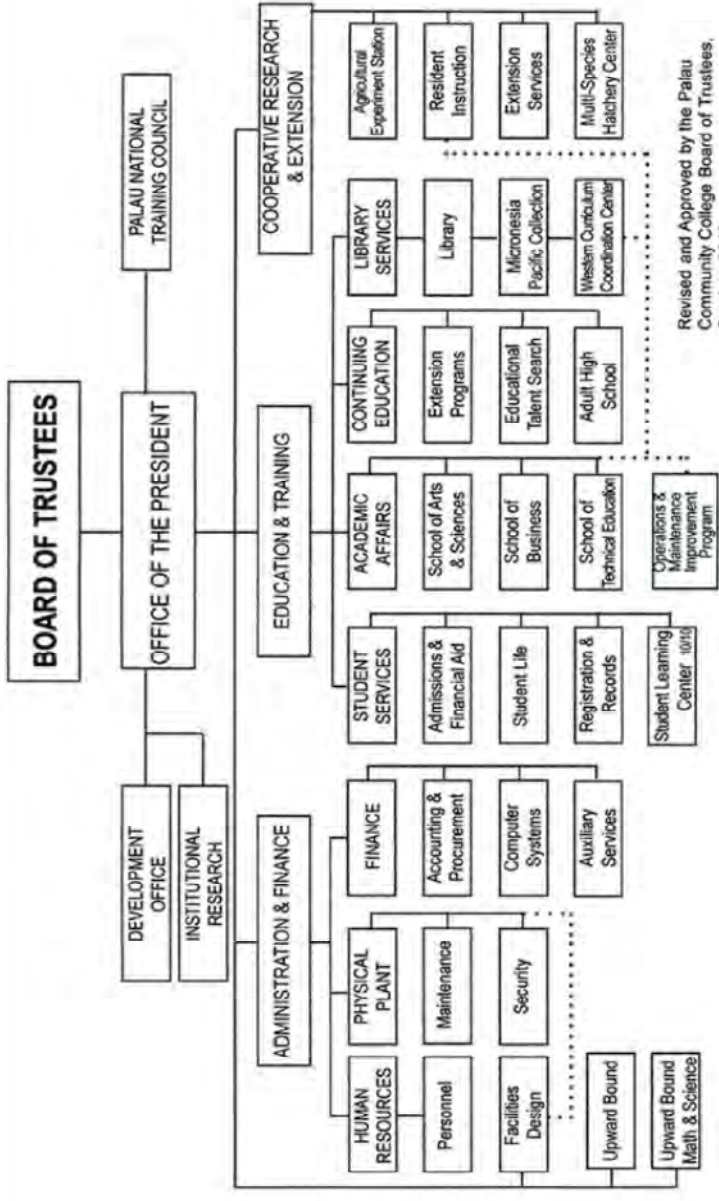 BOARD OF TRUSTEES
OFFICE OF THE PRESIDENT
PALAU NATIONAL
TRAINING COUNCIL
DEVELOPMENT
OFFICE
INSTITUTIONAL
RESEARCH
ADMINISTRATION & FINANCE
EDUCATION & TRAINING
COOPERATIVE RESEARCH
& EXTENSION
HUMAN
RESOURCES
Personnel
Facilities
Design
PHYSICAL
PLANT
Maintenance
Security
FINANCE
Accounting &
Procurement
Computer
Systems
Auxiliary
Services
Upward Bound
Upward Bound
Math & Science
STUDENT
SERVICES
Admissions &
Financial Aid
Student Life
Registration &
Records
Student Learning
Center 10/10
ACADEMIC
AFFAIRS
School of Arts
& Sciences
School of
Business
School of
Technical Education
Operations &
Maintenance
Improvement
Program
CONTINUING
EDUCATION
Extension
Programs
Educational
Talent Search
Adult High
School
LIBRARY
SERVICES
Library
Micronesia
Pacific Collection
Western Curriculum
Coordination Center
Agricultural
Experiment Station
Resident
Instruction
Extension
Services
Multi-Species
Hatchery Center
Revised and Approved by the Palau
Community College Board of Trustees,